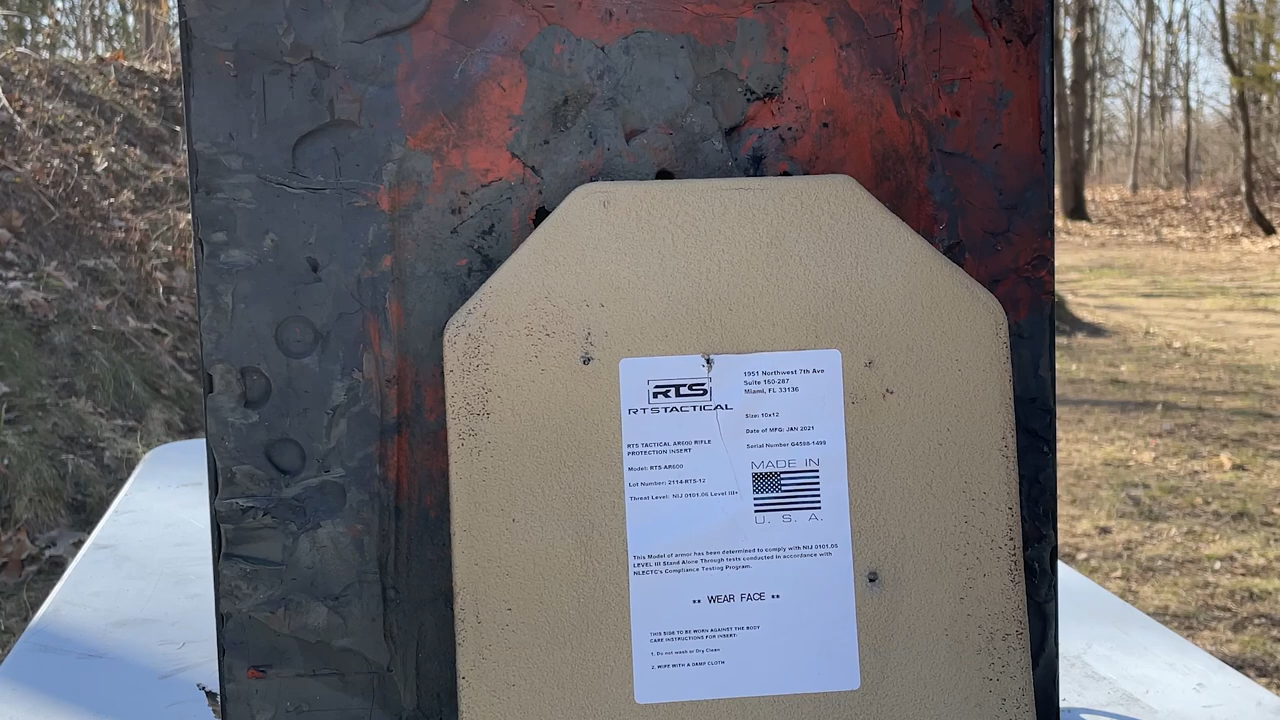 RTS
RTSTACTICAL
1951 Northwest 7th Ave
Suite 160-287
Miami, FL 33136
Size: 10x12
Date of MFG: JAN 2021
Serial Number G4598-1499
RTS TACTICAL AR600 RIFLE
PROTECTION INSERT
Model: RTS-AR600
Lot Number: 2114-RTS-12
Threat Level: NIJ 0101.06 Level III+
MADE IN
U. S. A.
This Model of armor has been determined to comply with NIJ 0101.06
LEVEL III Stand Alone Through tests conducted in accordance with
NLECTC's Compliance Testing Program.
** WEAR FACE **
THIS SIDE TO BE WORN AGAINST THE BODY
CARE INSTRUCTIONS FOR INSERT:
1. Do not wash or Dry Clean
2. WIPE WITH A DAMP CLOTH